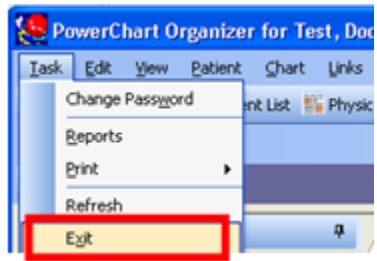 PowerChart Organizer for Test, Doc
Task Edit View Patient Chart Links
Change Password
nt List Physic
Reports
Print
Refresh
Exit